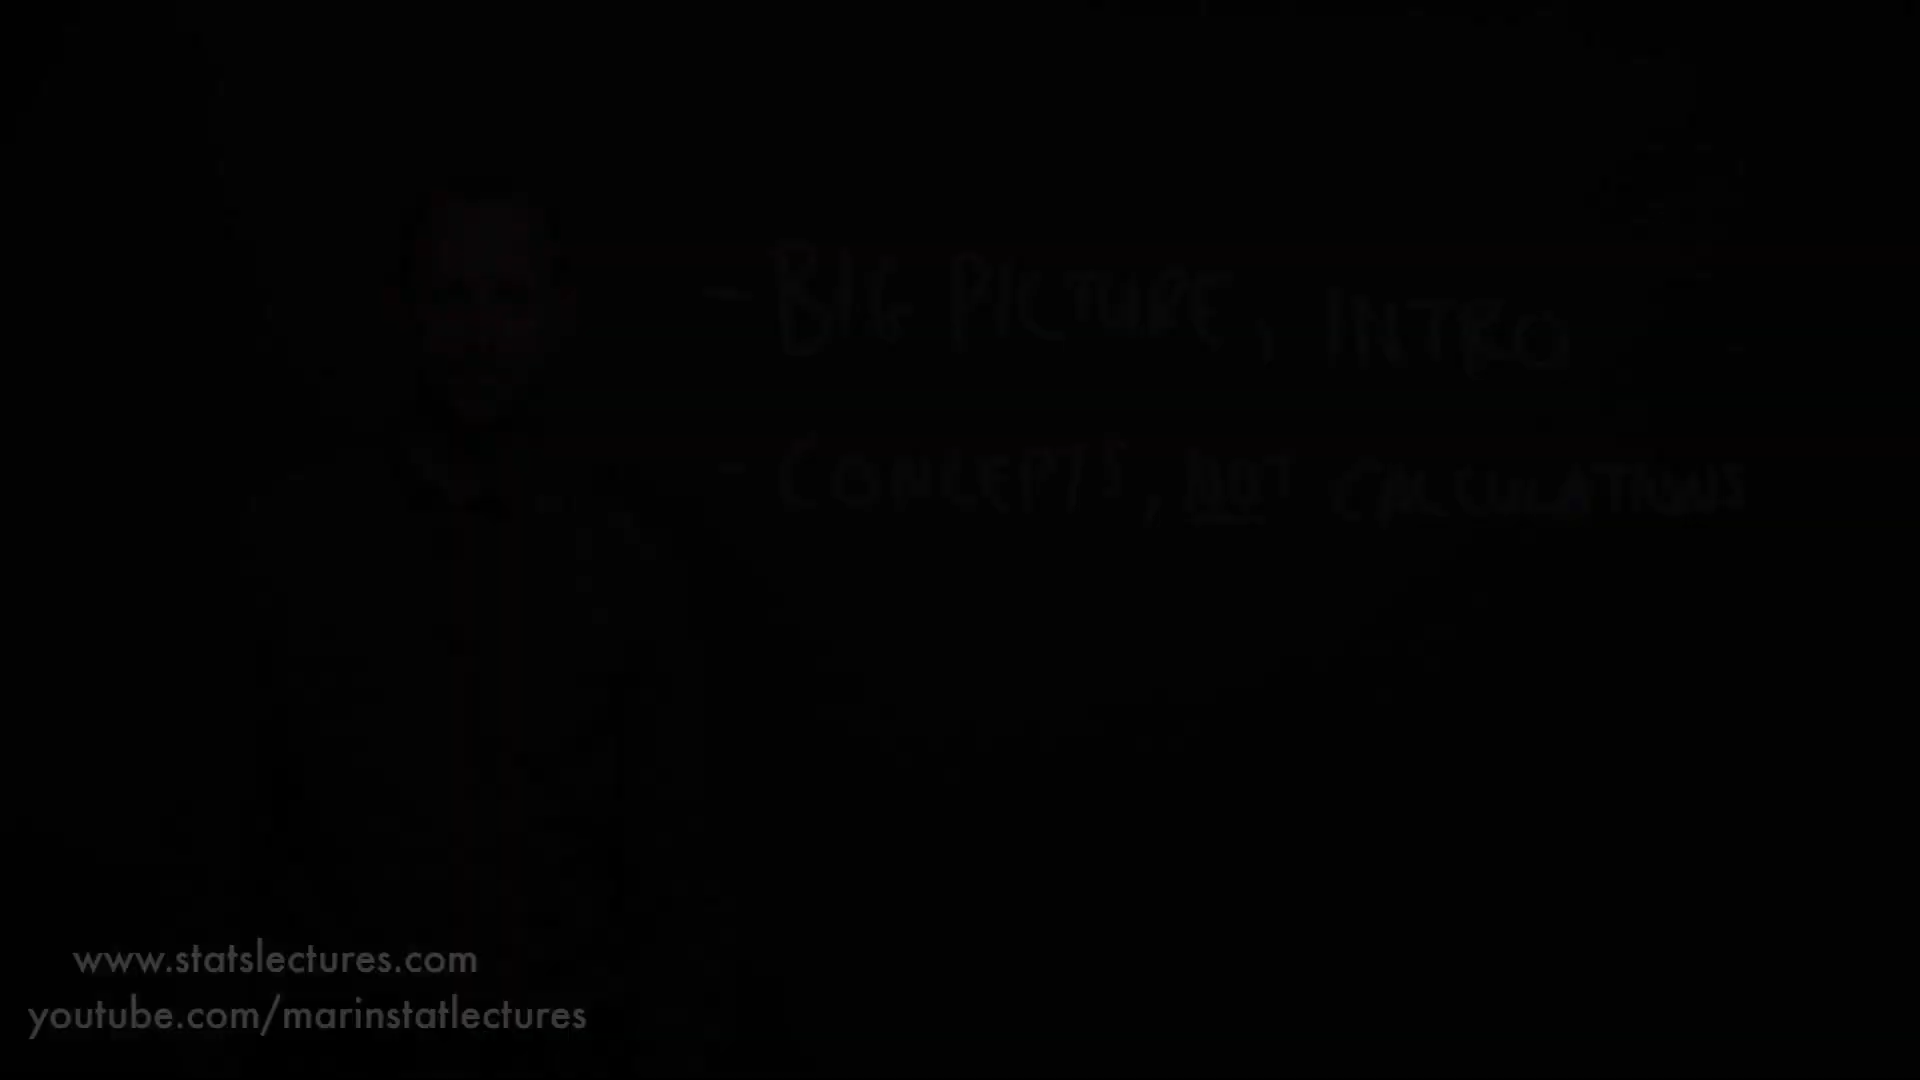 - BIG PICTURE, INTRO
- CONCEPTS, NOT CALCULATIONS
www.statslectures.com
youtube.com/marinstatlectures